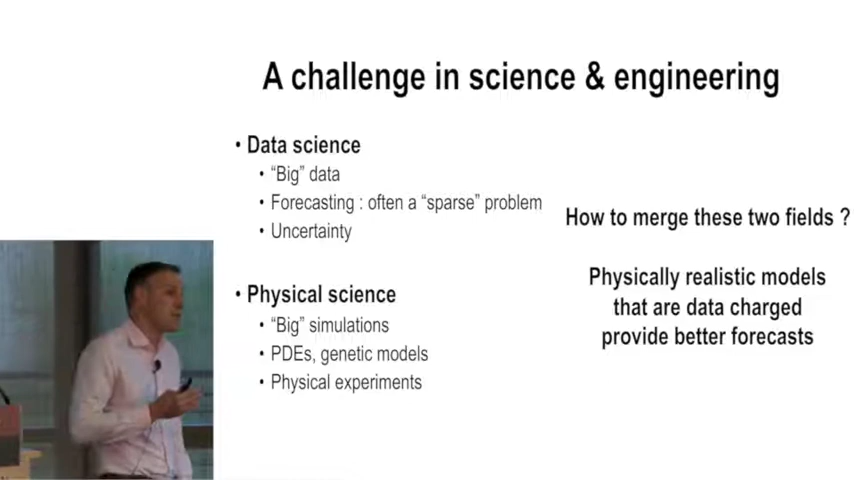 A challenge in science & engineering
• Data science
• “Big” data
• Forecasting : often a “sparse” problem
• Uncertainty
• Physical science
• “Big” simulations
• PDEs, genetic models
• Physical experiments
How to merge these two fields ?
Physically realistic models
that are data charged
provide better forecasts